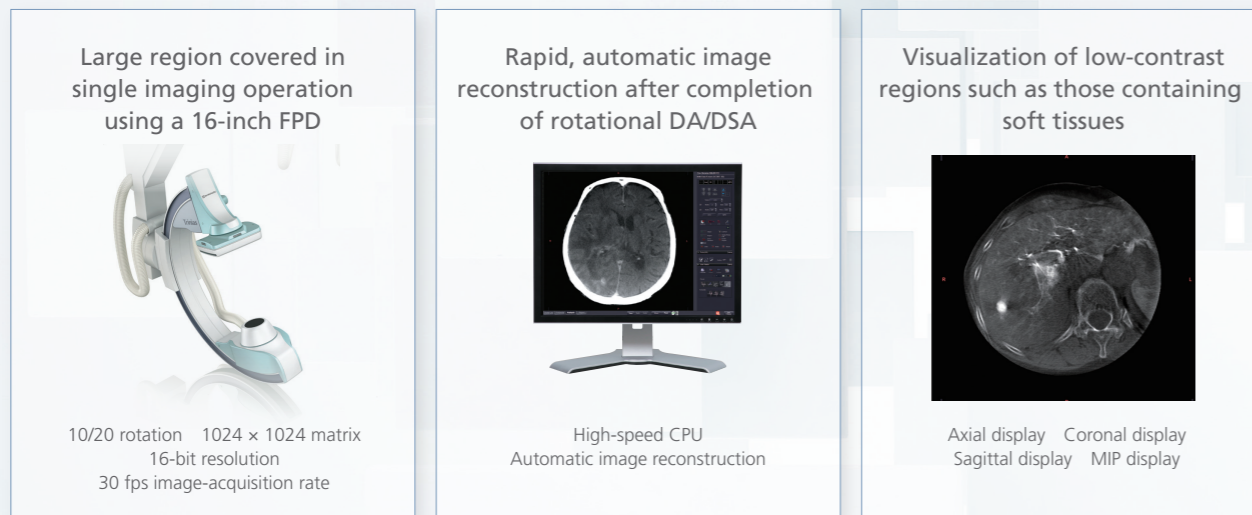 Large region covered in
single imaging operation
using a 16-inch FPD
10/20 rotation 1024 × 1024 matrix
16-bit resolution
30 fps image-acquisition rate
Rapid, automatic image
reconstruction after completion
of rotational DA/DSA
High-speed CPU
Automatic image reconstruction
Visualization of low-contrast
regions such as those containing
soft tissues
Axial display Coronal display
Sagittal display MIP display